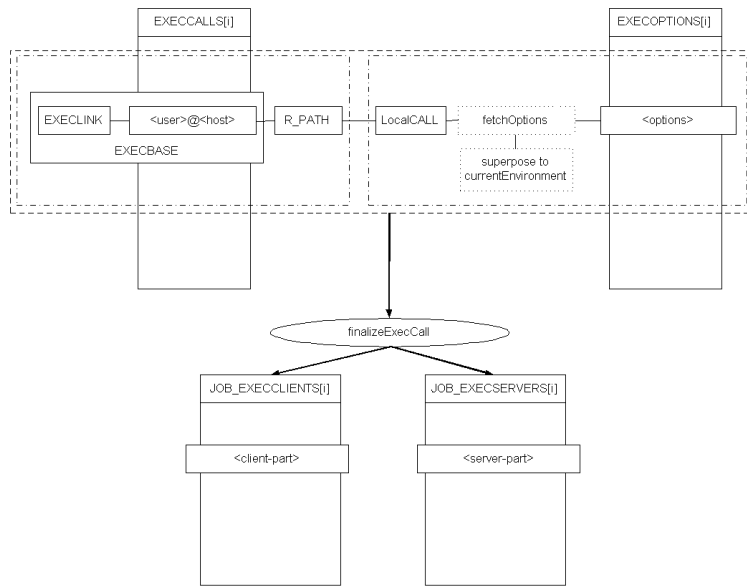 EXECCALLS[i]
EXECOPTIONS[i]
EXECLINK
<user>@<host>
R_PATH
LocalCALL
fetchOptions
<options>
EXECBASE
superpose to
currentEnvironment
finalizeExecCall
JOB_EXECCLIENTS[i]
JOB_EXECSERVERS[i]
<client-part>
<server-part>